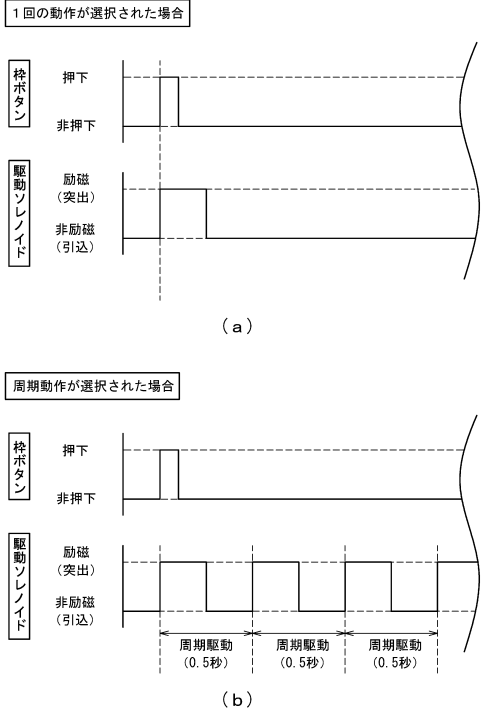 １回の動作が選択された場合
枠ボタン
押下
非押下
駆動ソレノイド
励磁
(突出)
非励磁
(引込)
(a)
周期動作が選択された場合
枠ボタン
押下
非押下
駆動ソレノイド
励磁
(突出)
非励磁
(引込)
周期駆動 周期駆動 周期駆動
(0.5秒) (0.5秒) (0.5秒)
(b)